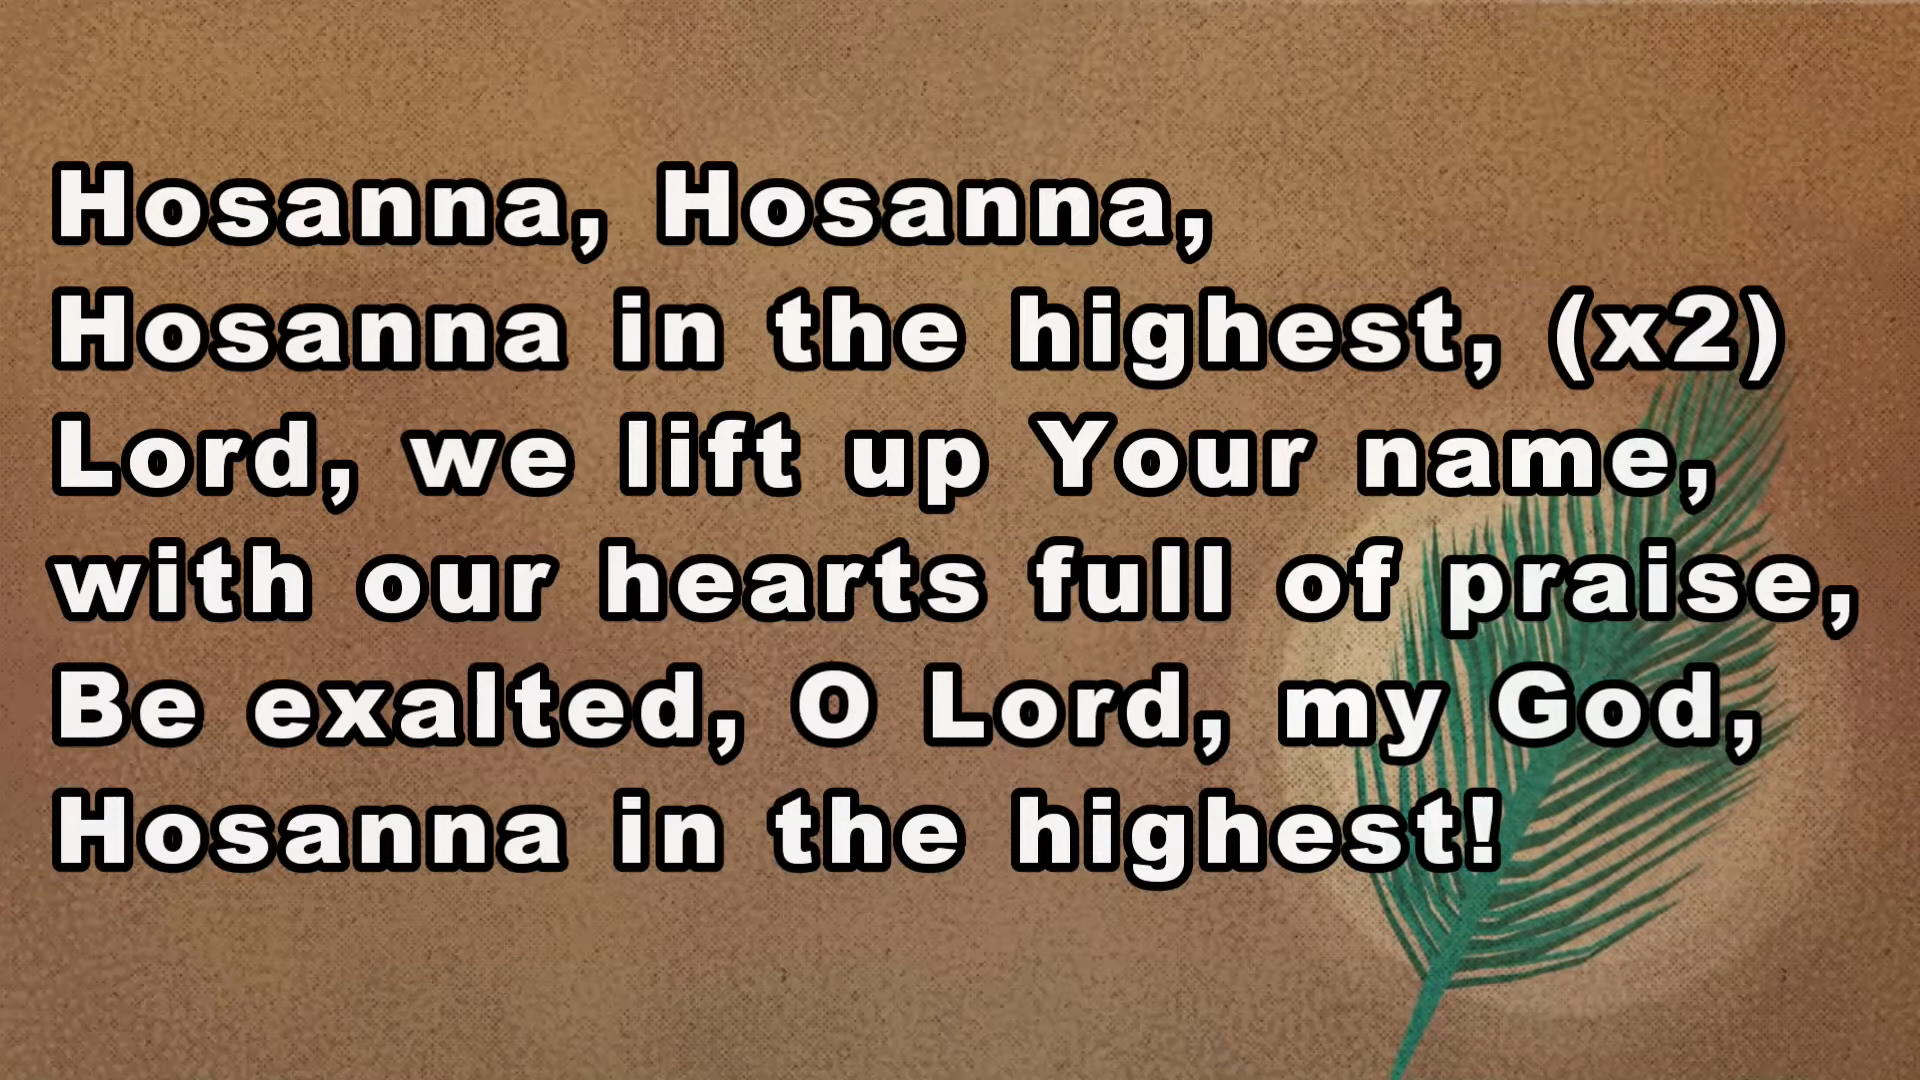 Hosanna, Hosanna,
Hosanna in the highest, (x2)
Lord, we lift up Your name,
with our hearts full of praise,
Be exalted, O Lord, my God,
Hosanna in the highest!